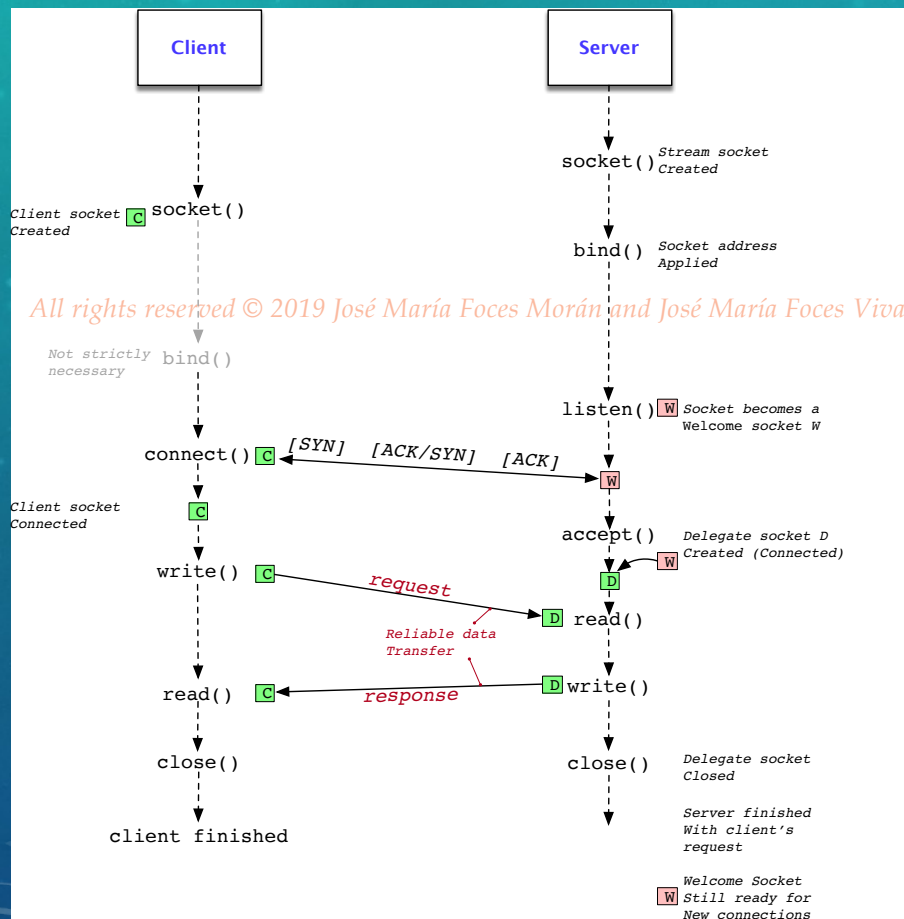 Client
Server
socket()
Stream socket
Created
Client socket
Created
C
socket()
bind()
Socket address
Applied
All rights reserved © 2019 José María Foces Morán and José María Foces Viva
Not strictly
necessary
bind()
listen()
W
Socket becomes a
Welcome socket W
connect()
C
[SYN] [ACK/SYN] [ACK]
W
Client socket
Connected
C
accept()
Delegate socket D
Created (Connected)
W
D
write()
C
request
D
read()
Reliable data
Transfer
read()
C
response
D
write()
close()
close()
Delegate socket
Closed
client finished
Server finished
With client's
request
W
Welcome Socket
Still ready for
New connections